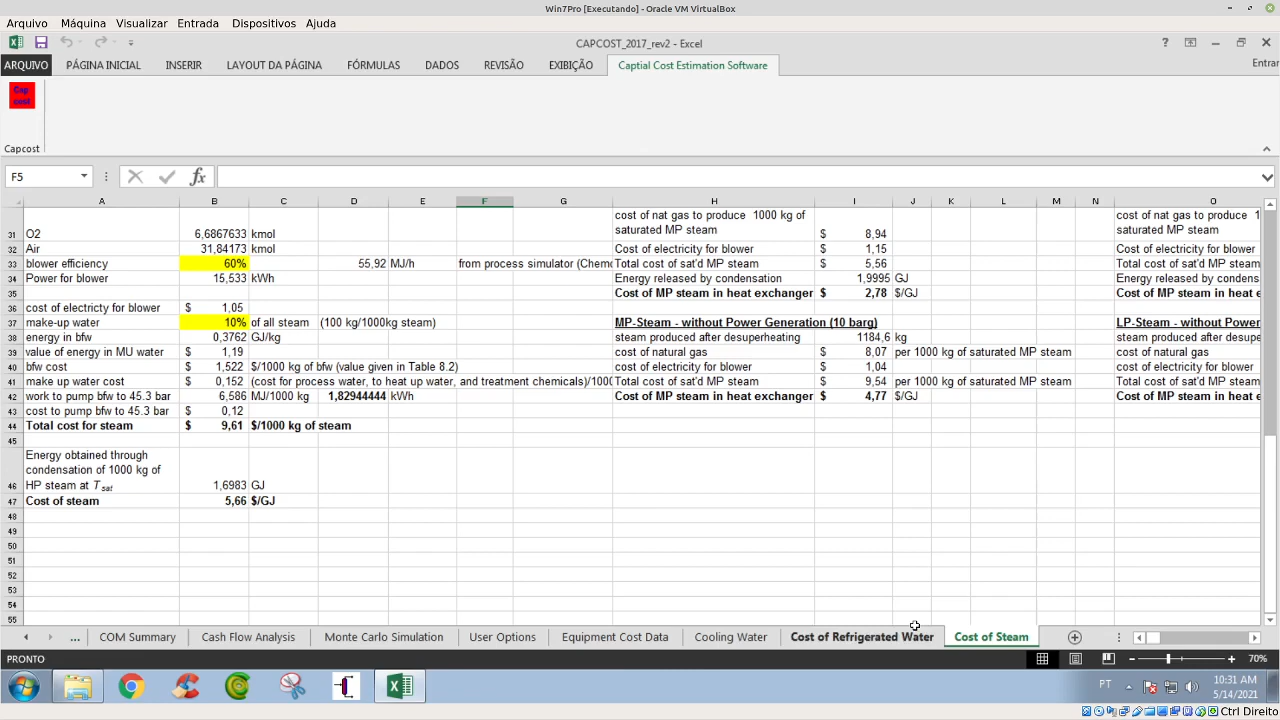 Win7Pro [Executando] - Oracle VM VirtualBox
Arquivo Máquina Visualizar Entrada Dispositivos Ajuda
CAPCOST_2017_rev2 - Excel
ARQUIVO PÁGINA INICIAL INSERIR LAYOUT DA PÁGINA FÓRMULAS DADOS REVISÃO EXIBIÇÃO Captial Cost Estimation Software Entrar
Cap
cost
Capcost
F5
A B C D E F G H I J K L M N O
cost of nat gas to produce 1000 kg of cost of nat gas to produce 1
31 O2 6,6867633 kmol saturated MP steam $ 8,94 saturated MP steam
32 Air 31,84173 kmol Cost of electricity for blower $ 1,15 Cost of electricity for blower
33 blower efficiency 60% 55,92 MJ/h from process simulator (Chemc Total cost of sat'd MP steam $ 5,56 Total cost of sat'd MP steam
34 Power for blower 15,533 kWh Energy released by condensation 1,9995 GJ Energy released by condens
35 Cost of MP steam in heat exchanger $ 2,78 $/GJ Cost of MP steam in heat e
36 cost of electricty for blower $ 1,05
37 make-up water 10% of all steam (100 kg/1000kg steam) MP-Steam - without Power Generation (10 barg) LP-Steam - without Power
38 energy in bfw 0,3762 GJ/kg steam produced after desuperheating 1184,6 kg steam produced after desupe
39 value of energy in MU water $ 1,19 cost of natural gas $ 8,07 per 1000 kg of saturated MP steam cost of natural gas
40 bfw cost $ 1,522 $/1000 kg of bfw (value given in Table 8.2) cost of electricity for blower $ 1,04 cost of electricity for blower
41 make up water cost $ 0,152 (cost for process water, to heat up water, and treatment chemicals)/100 Total cost of sat'd MP steam $ 9,54 per 1000 kg of saturated MP steam Total cost of sat'd MP steam
42 work to pump bfw to 45.3 bar 6,586 MJ/1000 kg 1,82944444 kWh Cost of MP steam in heat exchanger $ 4,77 $/GJ Cost of MP steam in heat e
43 cost to pump bfw to 45.3 bar $ 0,12
44 Total cost for steam $ 9,61 $/1000 kg of steam
45
Energy obtained through
condensation of 1000 kg of
46 HP steam at Tsat 1,6983 GJ
47 Cost of steam 5,66 $/GJ
48
49
50
51
52
53
54
55
... COM Summary Cash Flow Analysis Monte Carlo Simulation User Options Equipment Cost Data Cooling Water Cost of Refrigerated Water Cost of Steam
PRONTO 70%
PT 10:31 AM
5/14/2021
Ctrl Direito